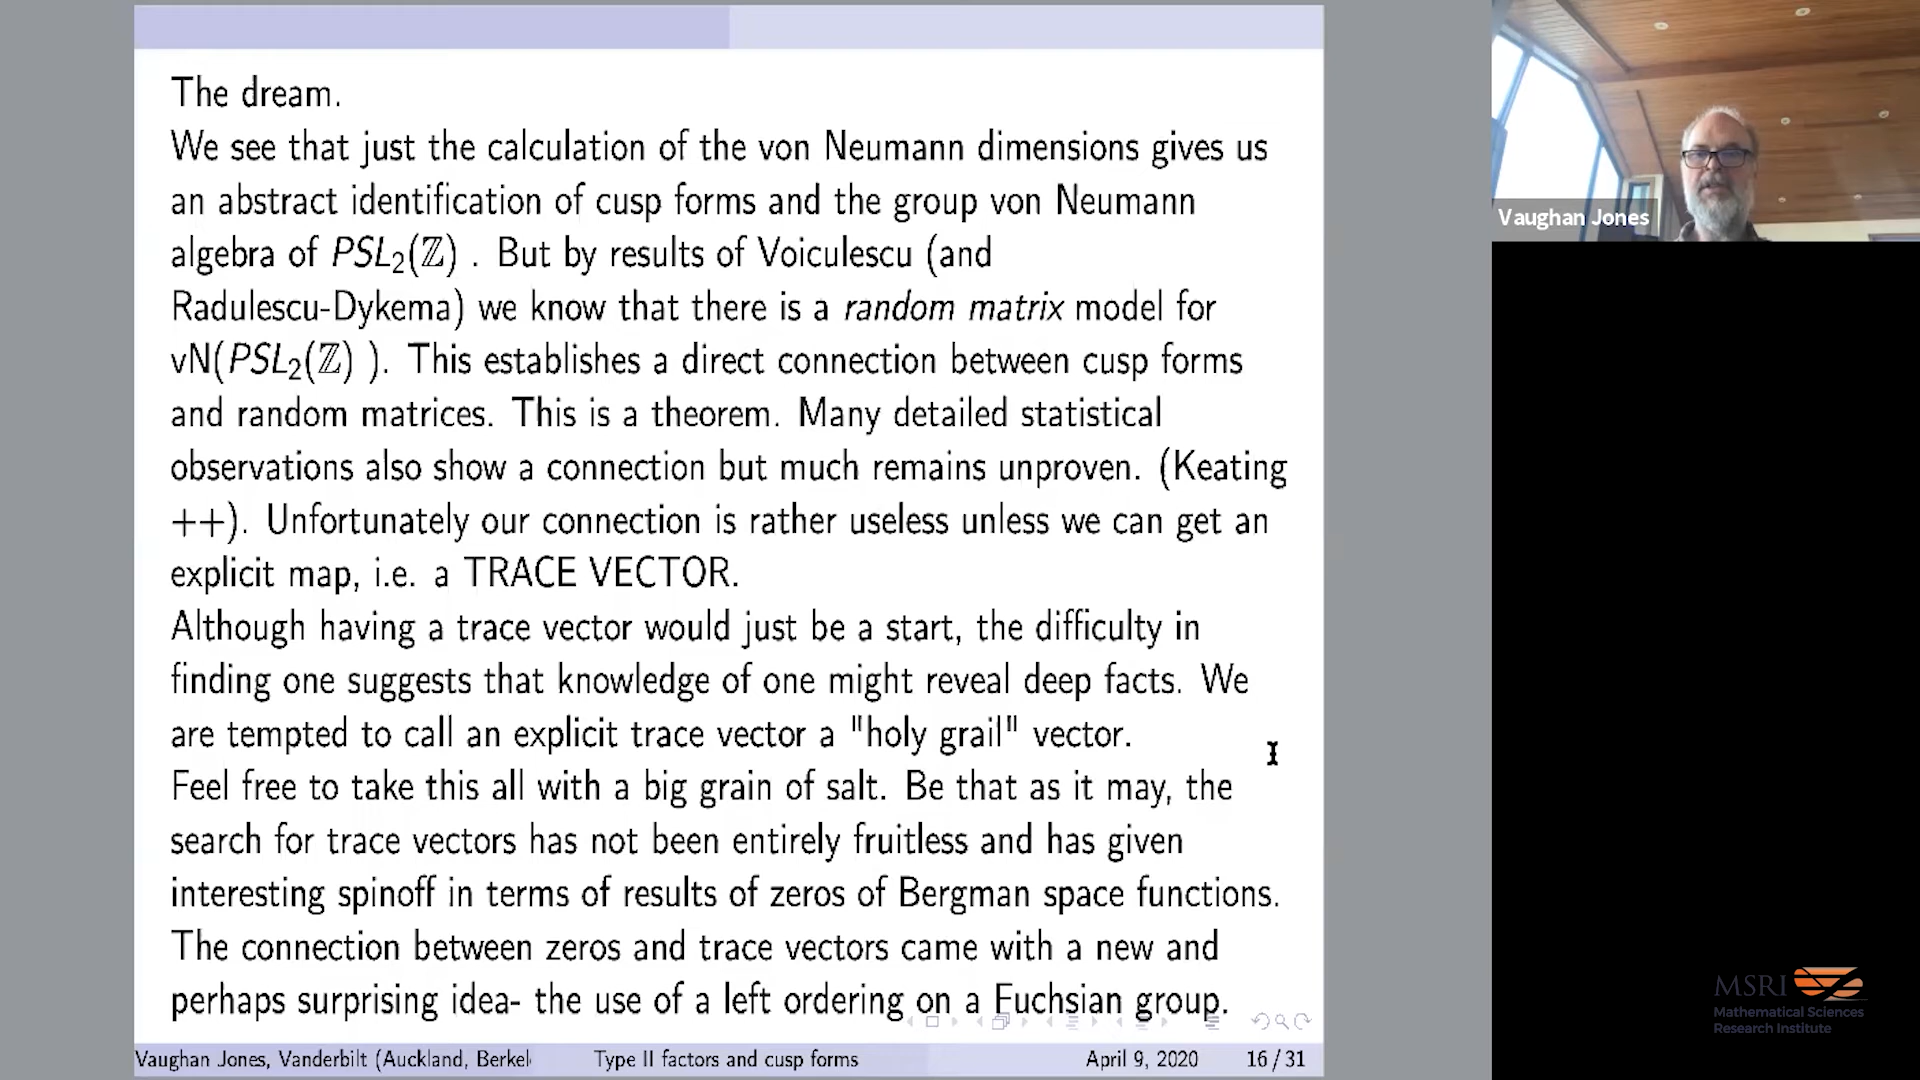 The dream.
We see that just the calculation of the von Neumann dimensions gives us
an abstract identification of cusp forms and the group von Neumann
algebra of PSL₂(ℤ) . But by results of Voiculescu (and
Radulescu-Dykema) we know that there is a random matrix model for
vN(PSL₂(ℤ) ). This establishes a direct connection between cusp forms
and random matrices. This is a theorem. Many detailed statistical
observations also show a connection but much remains unproven. (Keating
++). Unfortunately our connection is rather useless unless we can get an
explicit map, i.e. a TRACE VECTOR.
Although having a trace vector would just be a start, the difficulty in
finding one suggests that knowledge of one might reveal deep facts. We
are tempted to call an explicit trace vector a "holy grail" vector.
Feel free to take this all with a big grain of salt. Be that as it may, the
search for trace vectors has not been entirely fruitless and has given
interesting spinoff in terms of results of zeros of Bergman space functions.
The connection between zeros and trace vectors came with a new and
perhaps surprising idea- the use of a left ordering on a Fuchsian group.
Vaughan Jones, Vanderbilt (Auckland, Berkel
Type II factors and cusp forms
April 9, 2020
16 / 31
Vaughan Jones
MSRI
Mathematical Sciences
Research Institute